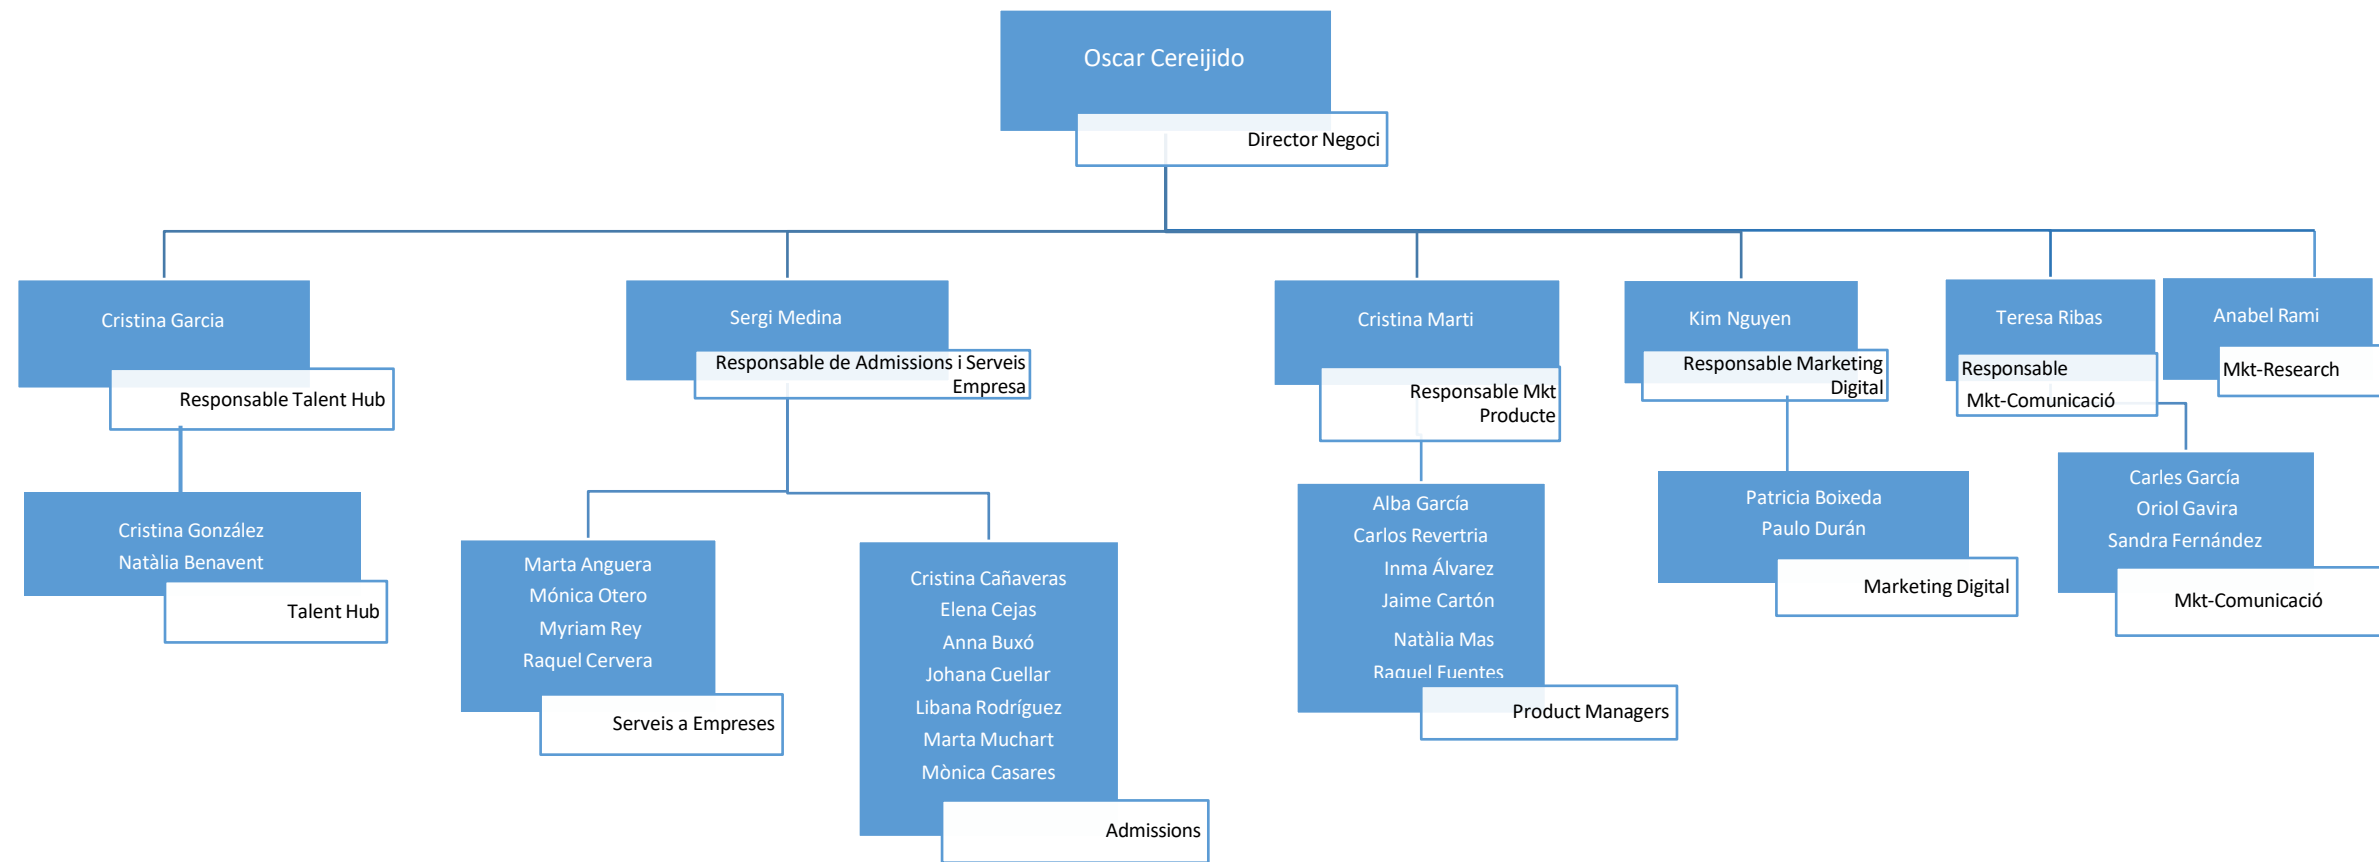 Oscar Cereijido
Director Negoci
Cristina Garcia
Responsable Talent Hub
Sergi Medina
Responsable de Admissions i Serveis
Empresa
Cristina Marti
Responsable Mkt
Producte
Kim Nguyen
Responsable Marketing
Digital
Teresa Ribas
Responsable
Mkt-Comunicació
Anabel Rami
Mkt-Research
Cristina González
Natàlia Benavent
Talent Hub
Marta Anguera
Mónica Otero
Myriam Rey
Raquel Cervera
Serveis a Empreses
Cristina Cañaveras
Elena Cejas
Anna Buxó
Johana Cuellar
Libana Rodríguez
Marta Muchart
Mònica Casares
Admissions
Alba García
Carlos Revertria
Inma Álvarez
Jaime Cartón
Natàlia Mas
Raquel Fuentes
Product Managers
Patricia Boixeda
Paulo Durán
Marketing Digital
Carles García
Oriol Gavira
Sandra Fernández
Mkt-Comunicació